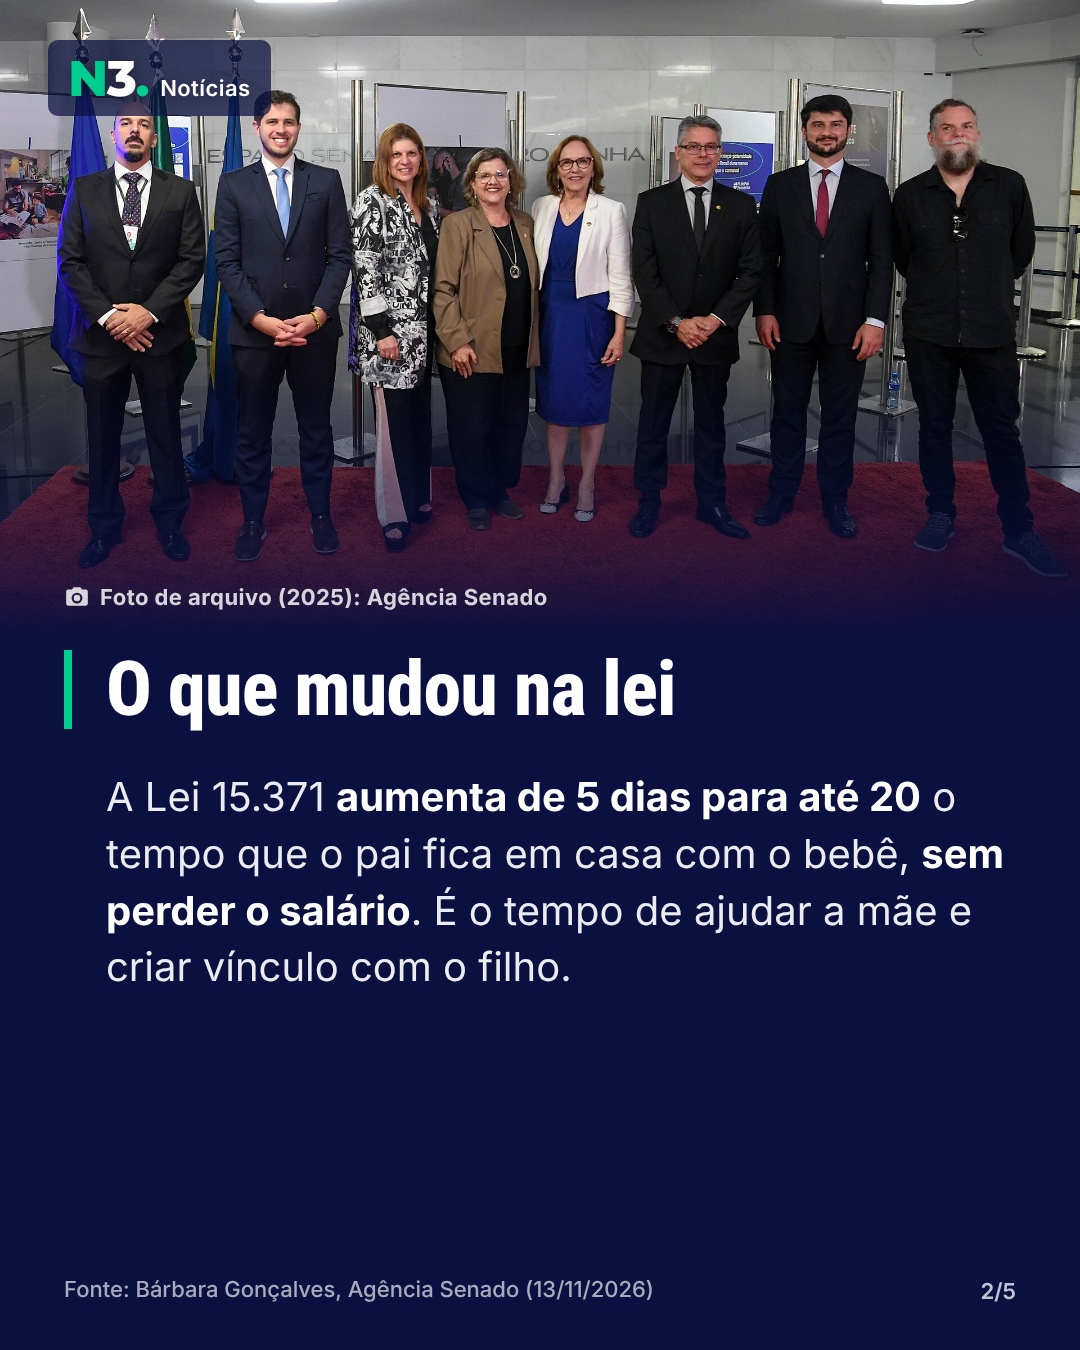 N3. Notícias
ESPAÇO SENA
Foto de arquivo (2025): Agência Senado
O que mudou na lei
A Lei 15.371 aumenta de 5 dias para até 20 o
tempo que o pai fica em casa com o bebê, sem
perder o salário. É o tempo de ajudar a mãe e
criar vínculo com o filho.
Fonte: Bárbara Gonçalves, Agência Senado (13/11/2026)
2/5